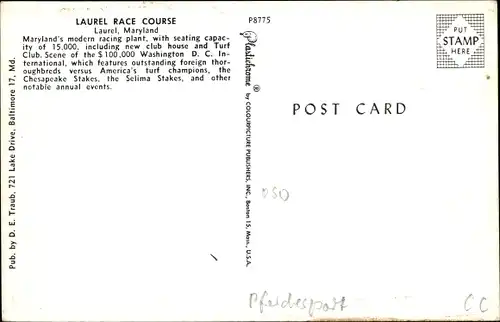 LAUREL RACE COURSE
Laurel, Maryland
Maryland's modern racing plant, with seating capac-
ity of 15,000, including new club house and Turf
Club. Scene of the $100,000 Washington D. C. In-
ternational, which features outstanding foreign thor-
oughbreds versus America's turf champions, the
Chesapeake Stakes, the Selima Stakes, and other
notable annual events.
Pub. by D. E. Traub, 721 Lake Drive, Baltimore 17, Md.
P8775
Plastichrome ® by COLOURPICTURE PUBLISHERS, INC., Boston 15, Mass., U.S.A.
PUT
STAMP
HERE
POST CARD
050
Pferdesport
CC